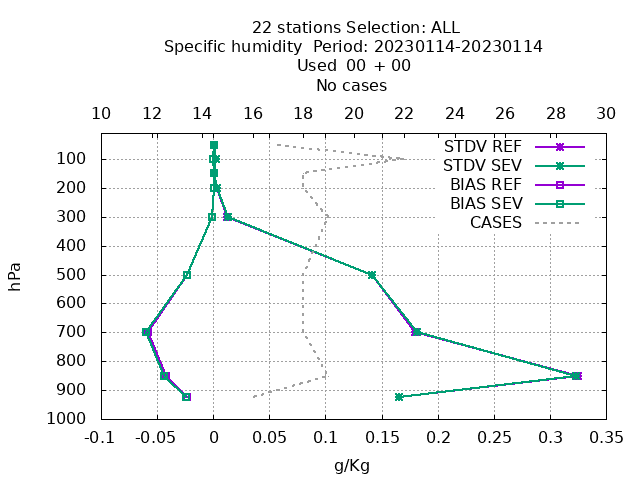 22 stations Selection: ALL
Specific humidity  Period: 20230114-20230114
Used  00 + 00
No cases
10 12 14 16 18 20 22 24 26 28 30
STDV REF
STDV SEV
BIAS REF
BIAS SEV
CASES
100
200
300
400
500
600
700
800
900
1000
hPa
-0.1 -0.05 0 0.05 0.1 0.15 0.2 0.25 0.3 0.35
g/Kg